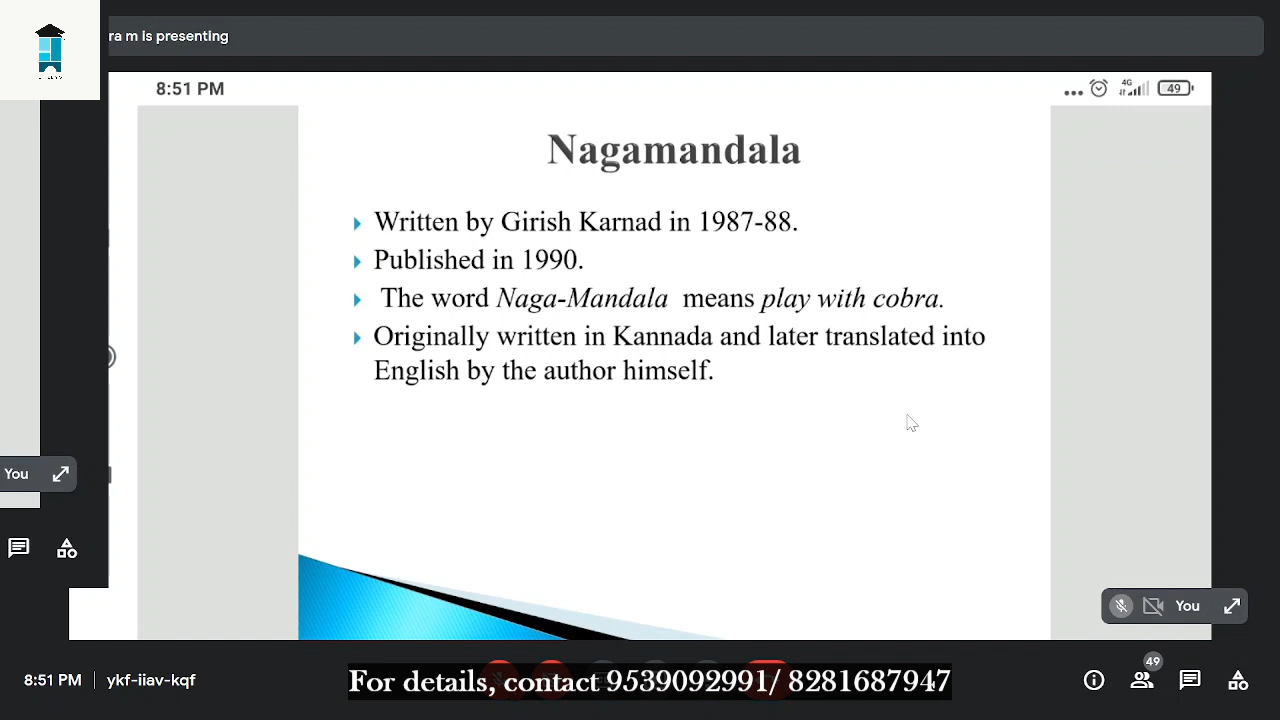 ra m is presenting
8:51 PM
4G
49
Nagamandala
Written by Girish Karnad in 1987-88.
Published in 1990.
The word Naga-Mandala means play with cobra.
Originally written in Kannada and later translated into
English by the author himself.
You
You
49
8:51 PM
ykf-iiav-kqf
For details, contact 9539092991/ 8281687947